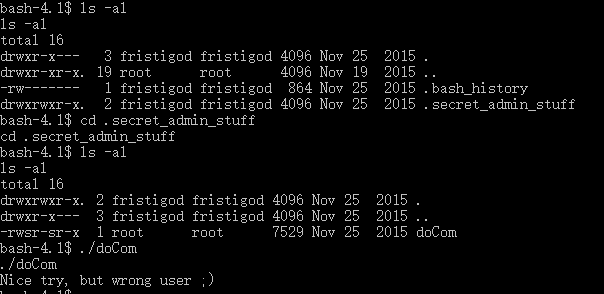 bash-4.1$ ls -al
ls -al
total 16
drwxr-x---   3 fristigod fristigod 4096 Nov 25  2015 .
drwxr-xr-x. 19 root      root      4096 Nov 19  2015 ..
-rw-------   1 fristigod fristigod  864 Nov 25  2015 .bash_history
drwxrwxr-x.  2 fristigod fristigod 4096 Nov 25  2015 .secret_admin_stuff
bash-4.1$ cd .secret_admin_stuff
cd .secret_admin_stuff
bash-4.1$ ls -al
ls -al
total 16
drwxrwxr-x. 2 fristigod fristigod 4096 Nov 25  2015 .
drwxr-x---  3 fristigod fristigod 4096 Nov 25  2015 ..
-rwsr-sr-x  1 root      root      7529 Nov 25  2015 doCom
bash-4.1$ ./doCom
./doCom
Nice try, but wrong user ;)